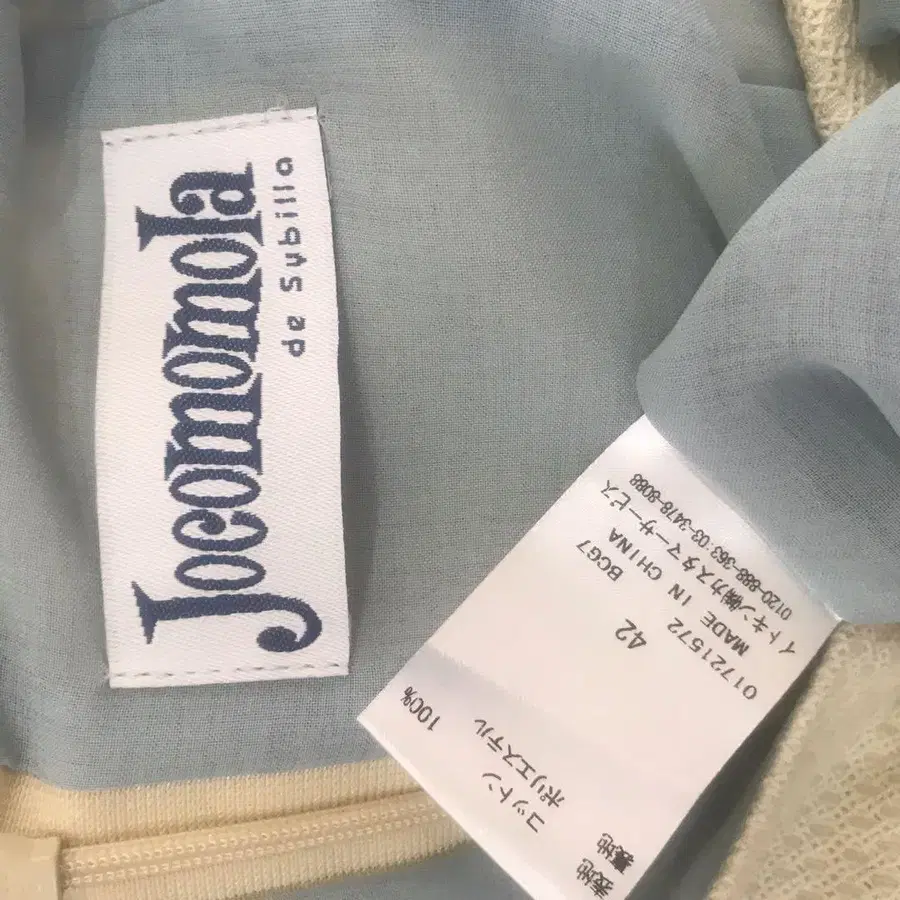 Jocomomola
de Sybilla
表地 コットン 100%
裏地 ポリエステル
42
01721572 BCG7
MADE IN CHINA
イトキン㈱カスタマーサービス
0120-888-363:03-3478-8088